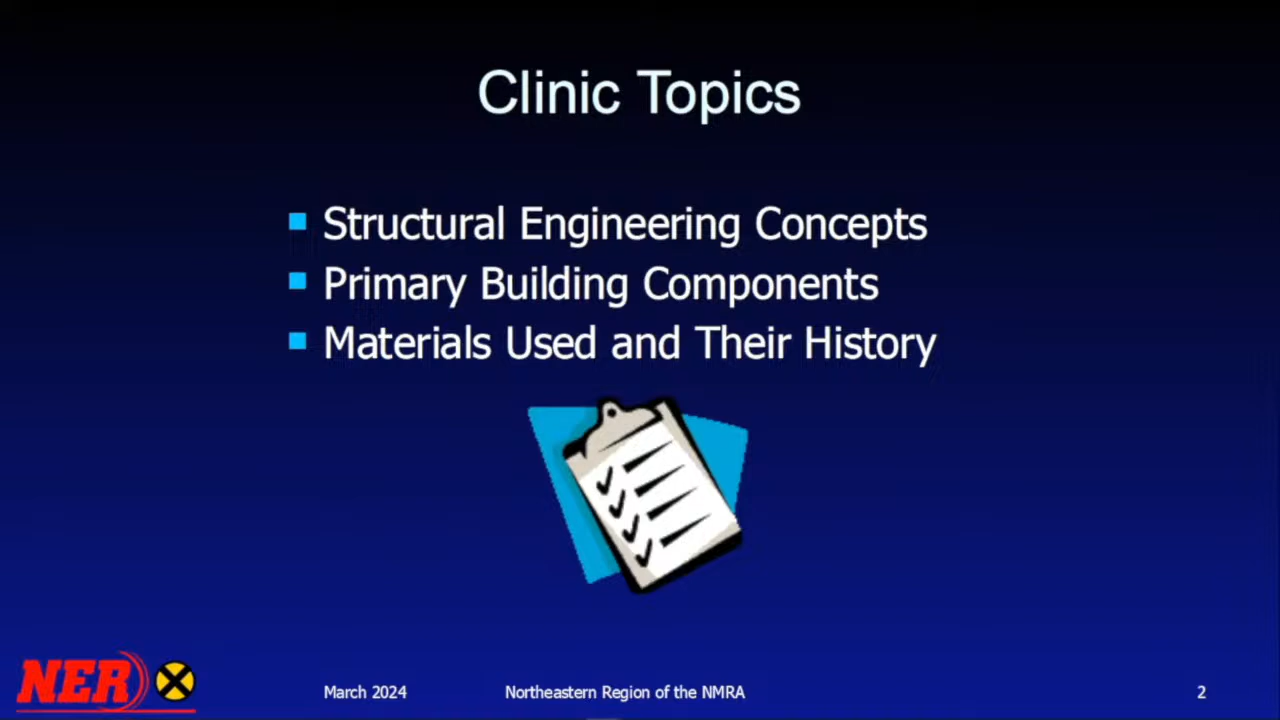 Clinic Topics
Structural Engineering Concepts
Primary Building Components
Materials Used and Their History
NER
March 2024
Northeastern Region of the NMRA
2